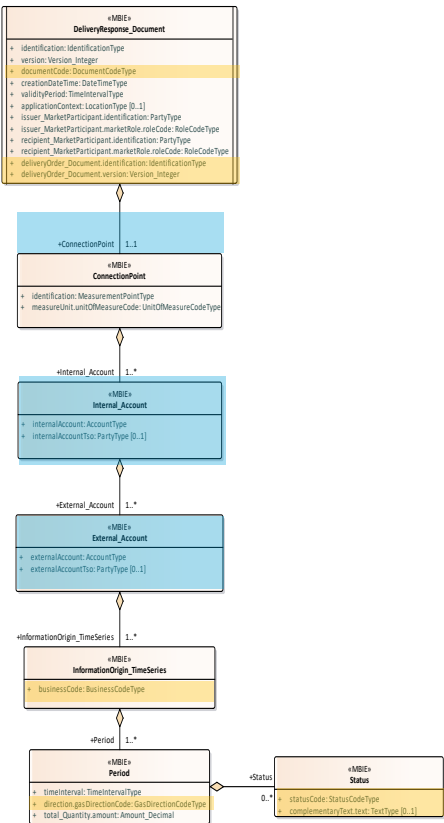 «MBIE»
DeliveryResponse_Document
+ identification: IdentificationType
+ version: Version_Integer
+ documentCode: DocumentCodeType
+ creationDateTime: DateTimeType
+ validityPeriod: TimeIntervalType
+ applicationContext: LocationType [0..1]
+ issuer_MarketParticipant.identification: PartyType
+ issuer_MarketParticipant.marketRole.roleCode: RoleCodeType
+ recipient_MarketParticipant.identification: PartyType
+ recipient_MarketParticipant.marketRole.roleCode: RoleCodeType
+ deliveryOrder_Document.identification: IdentificationType
+ deliveryOrder_Document.version: Version_Integer
+ConnectionPoint 1..1
«MBIE»
ConnectionPoint
+ identification: MeasurementPointType
+ measureUnit.unitOfMeasureCode: UnitOfMeasureCodeType
+Internal_Account 1..*
«MBIE»
Internal_Account
+ internalAccount: AccountType
+ internalAccountTso: PartyType [0..1]
+External_Account 1..*
«MBIE»
External_Account
+ externalAccount: AccountType
+ externalAccountTso: PartyType [0..1]
+InformationOrigin_TimeSeries 1..*
«MBIE»
InformationOrigin_TimeSeries
+ businessCode: BusinessCodeType
+Period 1..*
«MBIE»
Period
+ timeInterval: TimeIntervalType
+ direction.gasDirectionCode: GasDirectionCodeType
+ total_Quantity.amount: Amount_Decimal
+Status
0..*
«MBIE»
Status
+ statusCode: StatusCodeType
+ complementaryText.text: TextType [0..1]